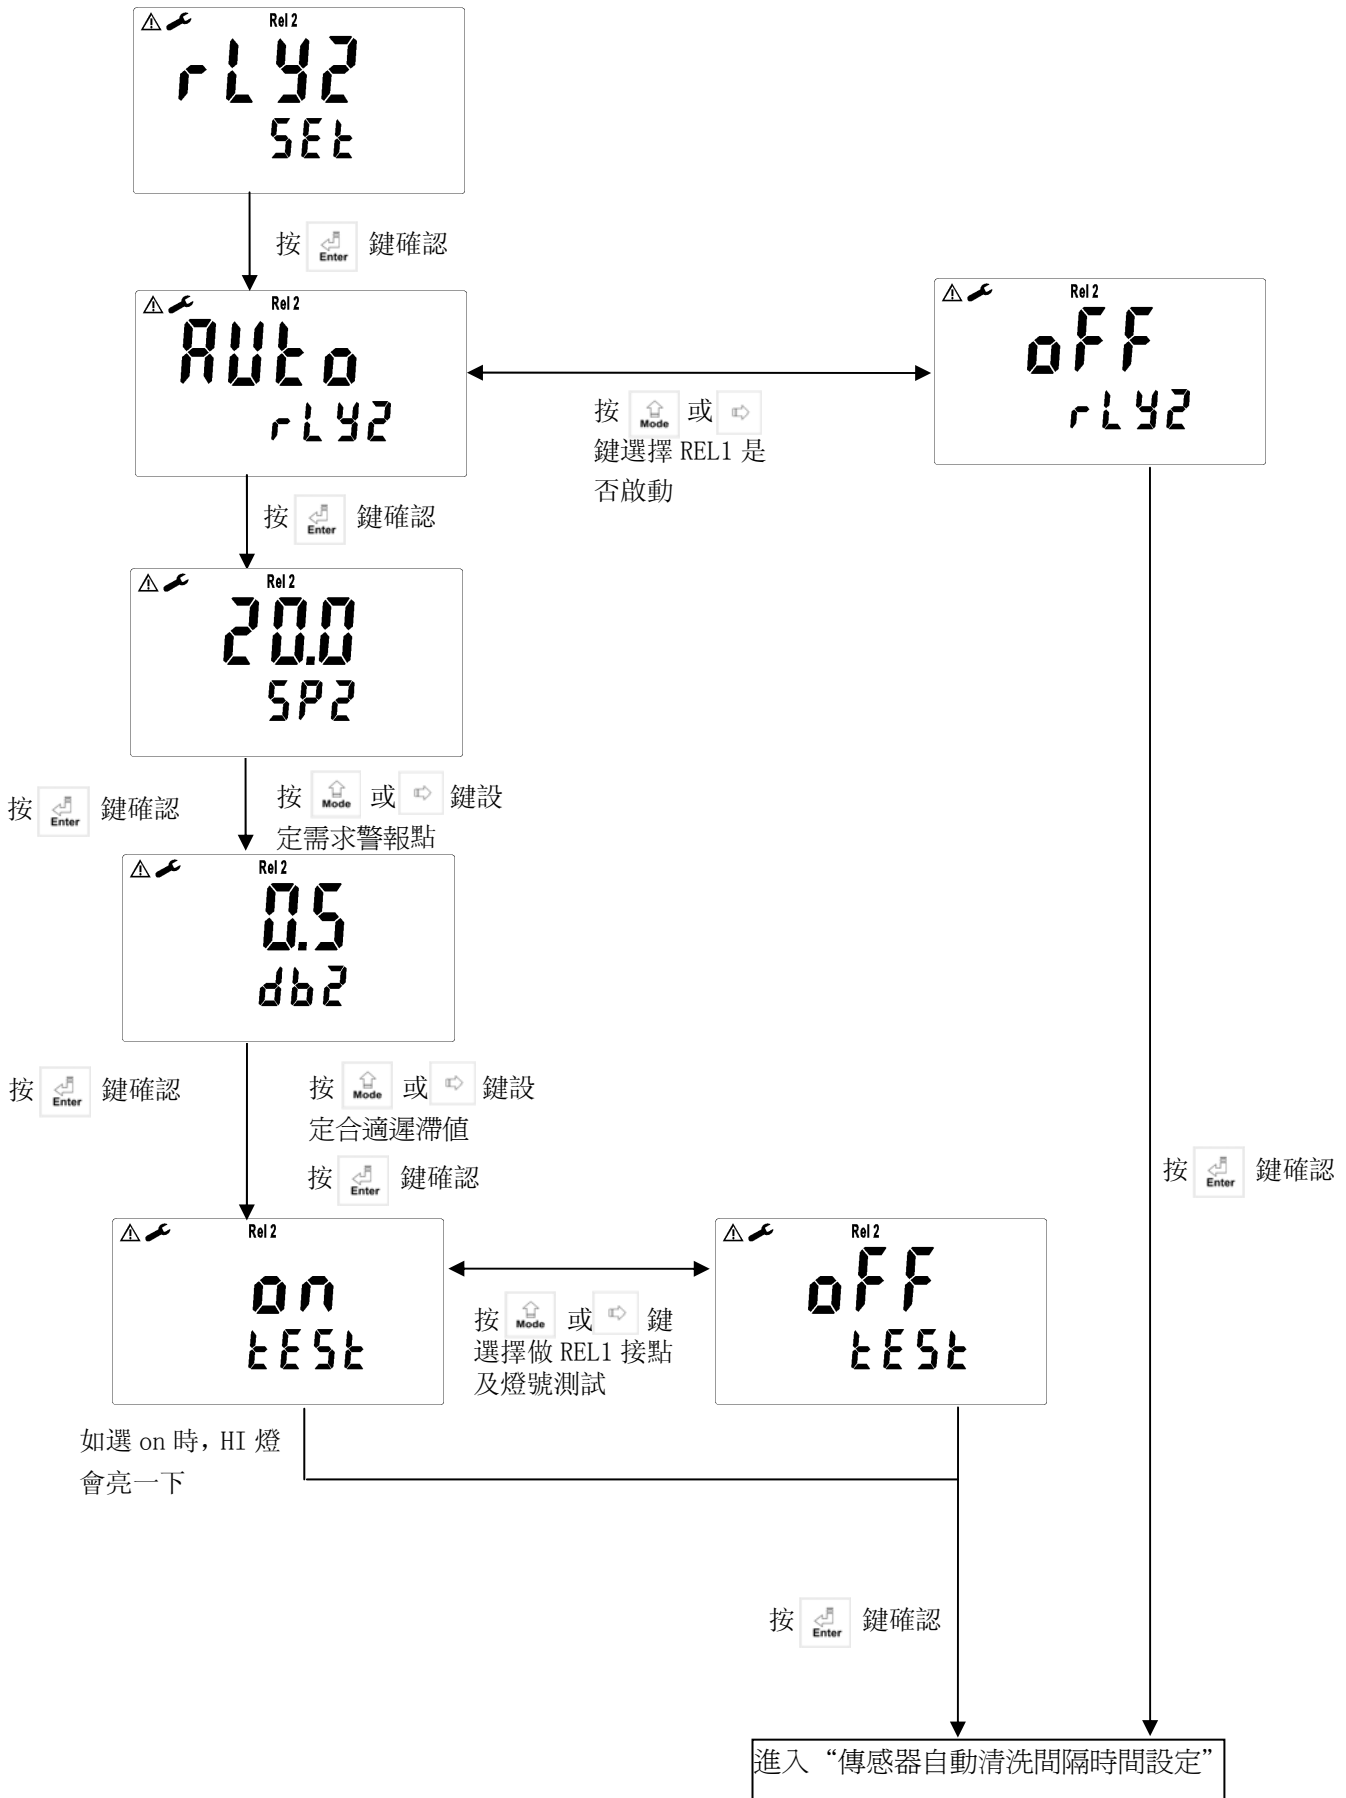 Rel 2
rLY2
SEt
按 Enter 鍵確認
Rel 2
AUto
rLY2
按 Mode 或
鍵選擇 REL1 是
否啟動
Rel 2
oFF
rLY2
按 Enter 鍵確認
Rel 2
20.0
SP2
按 Enter 鍵確認
按 Mode 或 鍵設
定需求警報點
Rel 2
0.5
db2
按 Enter 鍵確認
按 Mode 或 鍵設
定合適遲滯值
按 Enter 鍵確認
按 Enter 鍵確認
Rel 2
on
tESt
按 Mode 或 鍵
選擇做 REL1 接點
及燈號測試
Rel 2
oFF
tESt
如選 on 時，HI 燈
會亮一下
按 Enter 鍵確認
進入“傳感器自動清洗間隔時間設定”